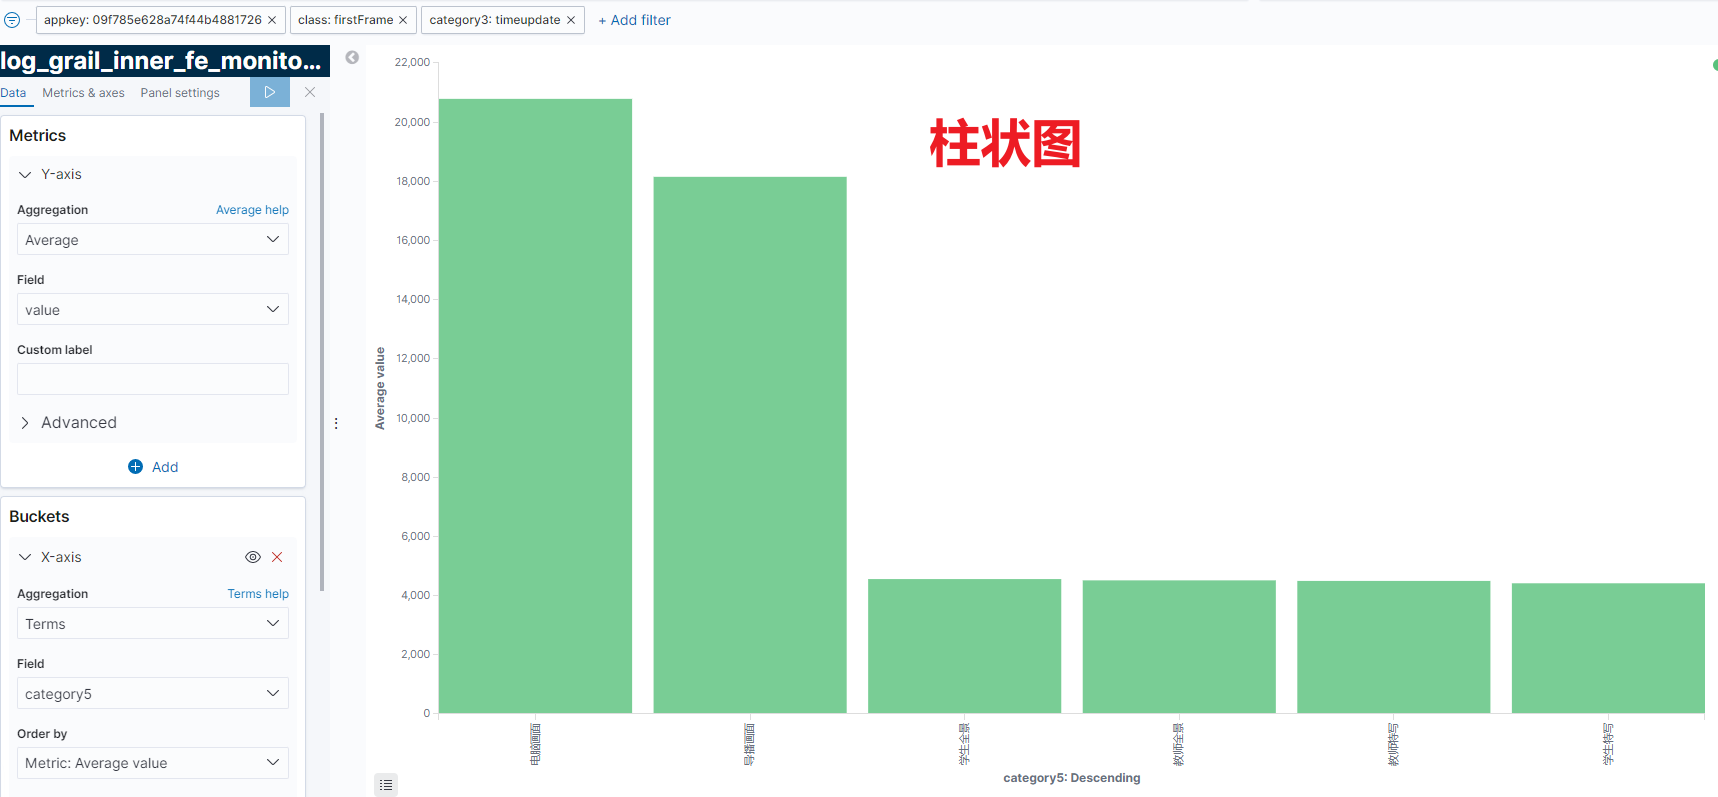 appkey: 09f785e628a74f44b4881726
class: firstFrame
category3: timeupdate
+ Add filter
log_grail_inner_fe_monito...
Data
Metrics & axes
Panel settings
Metrics
Y-axis
Aggregation
Average help
Average
Field
value
Custom label
Advanced
Add
Buckets
X-axis
Aggregation
Terms help
Terms
Field
category5
Order by
Metric: Average value
柱状图
Average value
22,000
20,000
18,000
16,000
14,000
12,000
10,000
8,000
6,000
4,000
2,000
0
电脑画面
导播画面
学生全景
教师全景
教师特写
学生特写
category5: Descending